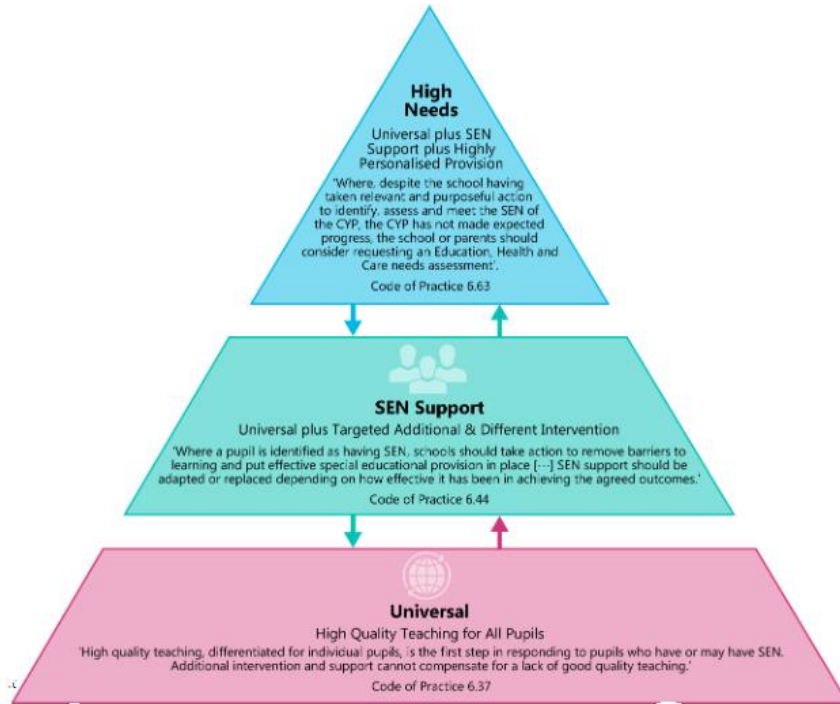 High
Needs
Universal plus SEN
Support plus Highly
Personalised Provision
'Where, despite the school having
taken relevant and purposeful action
to identify, assess and meet the SEN of
the CYP, the CYP has not made expected
progress, the school or parents should
consider requesting an Education, Health and
Care needs assessment'.
Code of Practice 6.63
SEN Support
Universal plus Targeted Additional & Different Intervention
'Where a pupil is identified as having SEN, schools should take action to remove barriers to
learning and put effective special educational provision in place [···] SEN support should be
adapted or replaced depending on how effective it has been in achieving the agreed outcomes.'
Code of Practice 6.44
Universal
High Quality Teaching for All Pupils
'High quality teaching, differentiated for individual pupils, is the first step in responding to pupils who have or may have SEN.
Additional intervention and support cannot compensate for a lack of good quality teaching.'
Code of Practice 6.37